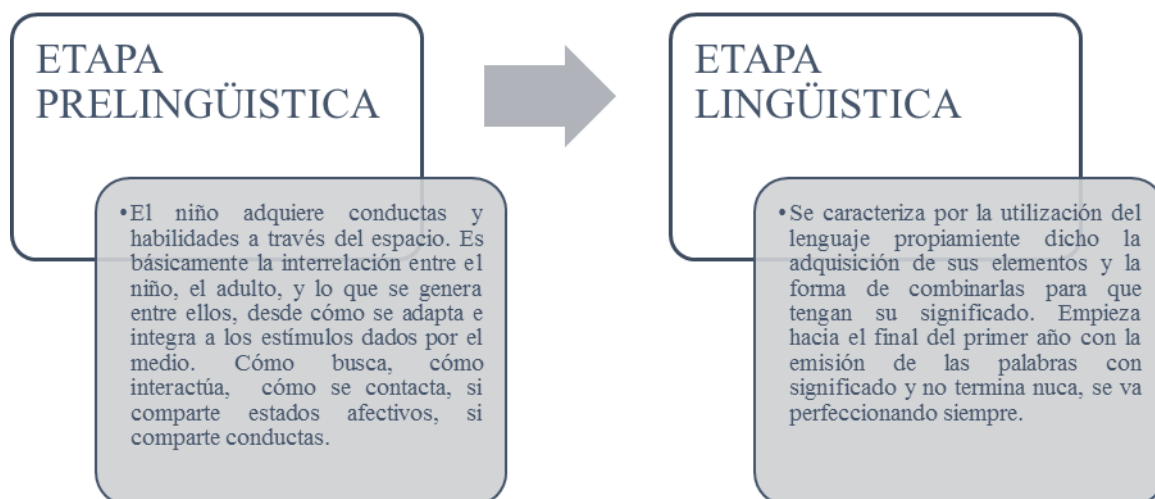 ETAPA
PRELINGÜISTICA
•El niño adquiere conductas y
habilidades a través del espacio. Es
básicamente la interrelación entre el
niño, el adulto, y lo que se genera
entre ellos, desde cómo se adapta e
integra a los estímulos dados por el
medio. Cómo busca, cómo
interactúa, cómo se contacta, si
comparte estados afectivos, si
comparte conductas.
ETAPA
LINGÜISTICA
•Se caracteriza por la utilización del
lenguaje propiamiente dicho la
adquisición de sus elementos y la
forma de combinarlas para que
tengan su significado. Empieza
hacia el final del primer año con la
emisión de las palabras con
significado y no termina nuca, se va
perfeccionando siempre.